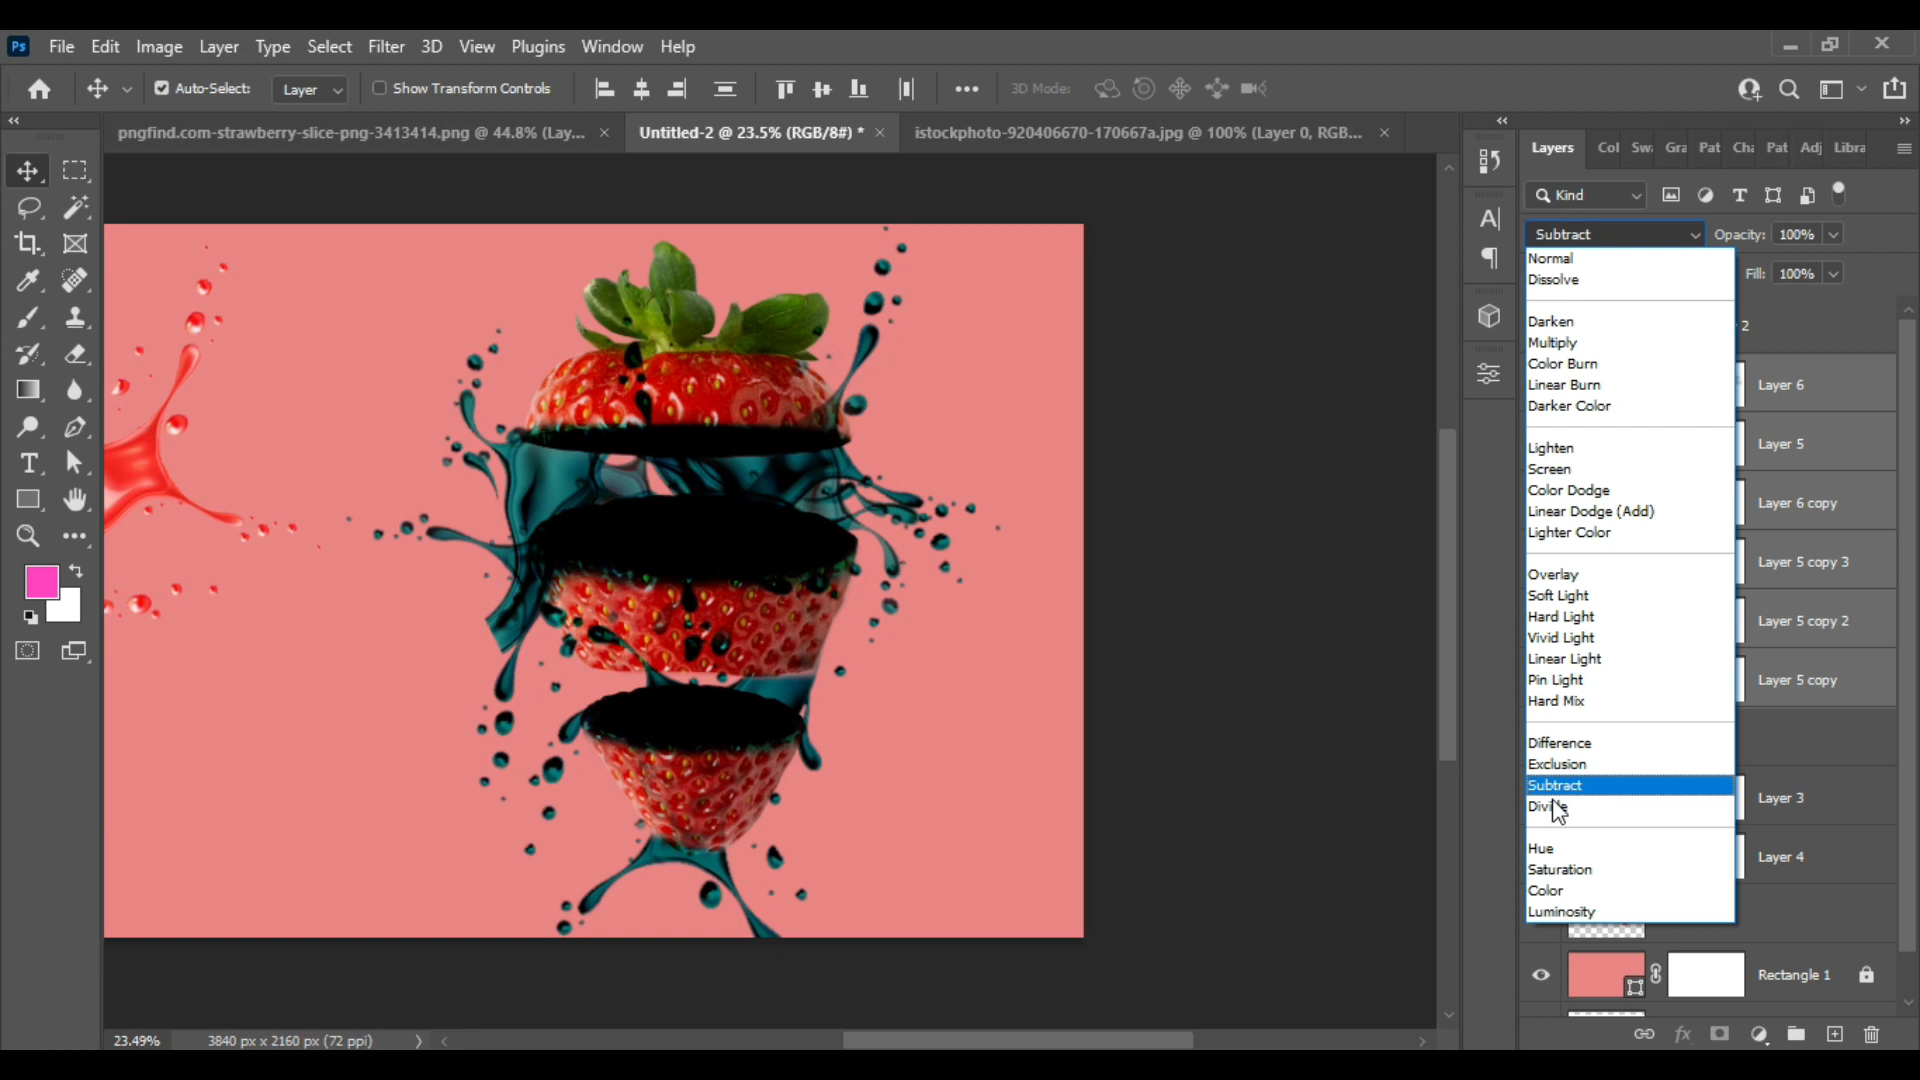 Ps File Edit Image Layer Type Select Filter 3D View Plugins Window Help
Auto-Select: Layer Show Transform Controls 3D Mode:
pngfind.com-strawberry-slice-png-3413414.png @ 44.8% (Lay... Untitled-2 @ 23.5% (RGB/8#) * istockphoto-920406670-170667a.jpg @ 100% (Layer 0, RGB...
Layers Col Swa Gra Pat Cha Pat Adj Libra
Kind
Subtract Opacity: 100%
Normal
Fill: 100%
Dissolve
Darken
2
Multiply
Color Burn
Linear Burn
Layer 6
Darker Color
Lighten
Layer 5
Screen
Color Dodge
Layer 6 copy
Linear Dodge (Add)
Lighter Color
Layer 5 copy 3
Overlay
Soft Light
Hard Light
Layer 5 copy 2
Vivid Light
Linear Light
Pin Light
Layer 5 copy
Hard Mix
Difference
Exclusion
Subtract
Layer 3
Divide
Hue
Layer 4
Saturation
Color
Luminosity
Rectangle 1
23.49% 3840 px x 2160 px (72 ppi)